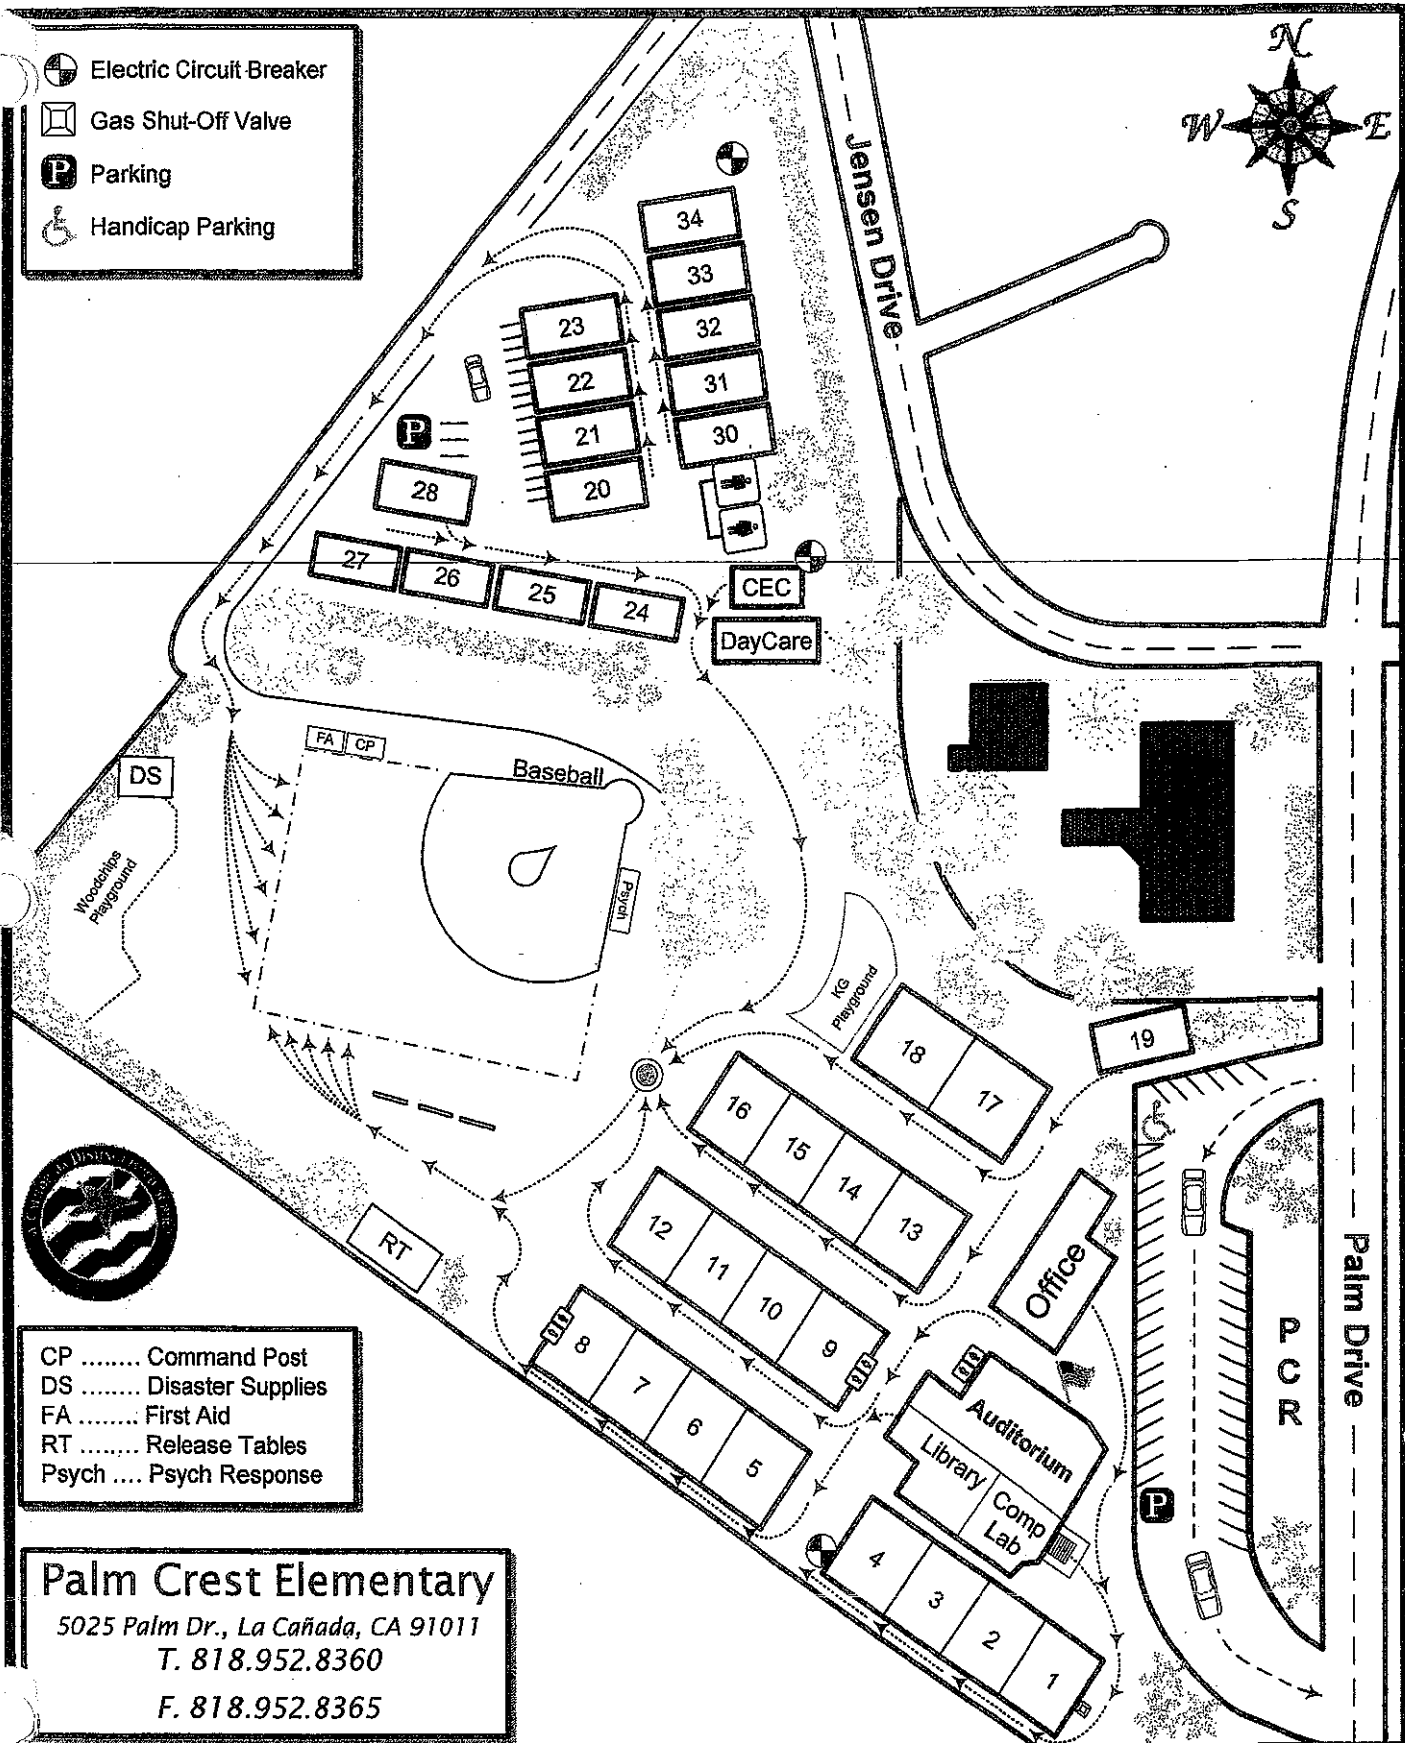 Electric Circuit Breaker
Gas Shut-Off Valve
P Parking
Handicap Parking
N
W E
S
Jensen Drive
34
33
32
31
30
23
22
21
20
P
28
27
26
25
24
CEC
DayCare
FA CP
Baseball
DS
Woodchips
Playground
Psych
KG
Playground
19
18
17
16
15
14
13
12
11
10
9
8
7
6
5
4
3
2
1
RT
Office
Auditorium
Library
Comp
Lab
P
P
C
R
Palm Drive
CP ........ Command Post
DS ........ Disaster Supplies
FA ........ First Aid
RT ........ Release Tables
Psych .... Psych Response
Palm Crest Elementary
5025 Palm Dr., La Cañada, CA 91011
T. 818.952.8360
F. 818.952.8365